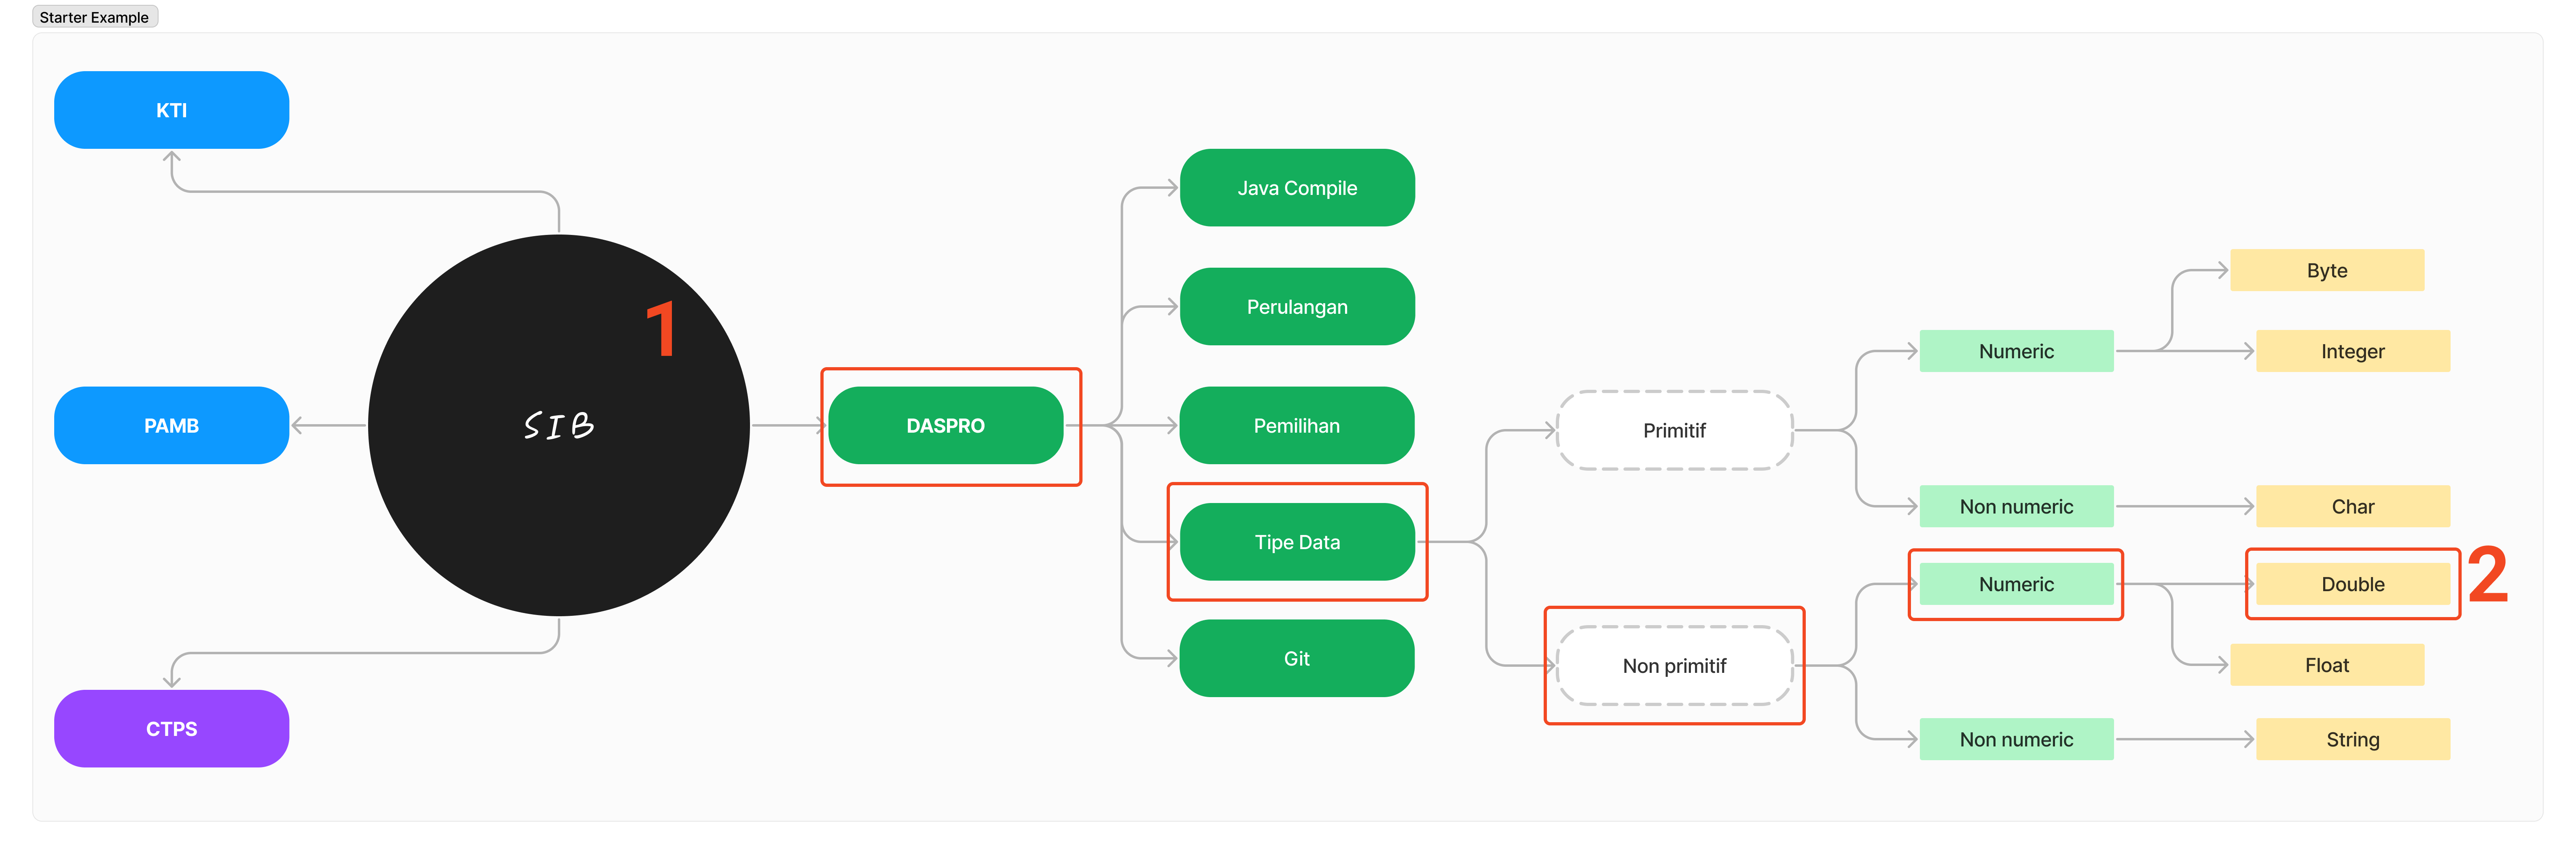 Starter Example
KTI
PAMB
CTPS
1
SIB
DASPRO
Java Compile
Perulangan
Pemilihan
Tipe Data
Git
Primitif
Non primitif
Numeric
Non numeric
Numeric
Non numeric
Byte
Integer
Char
Double
2
Float
String